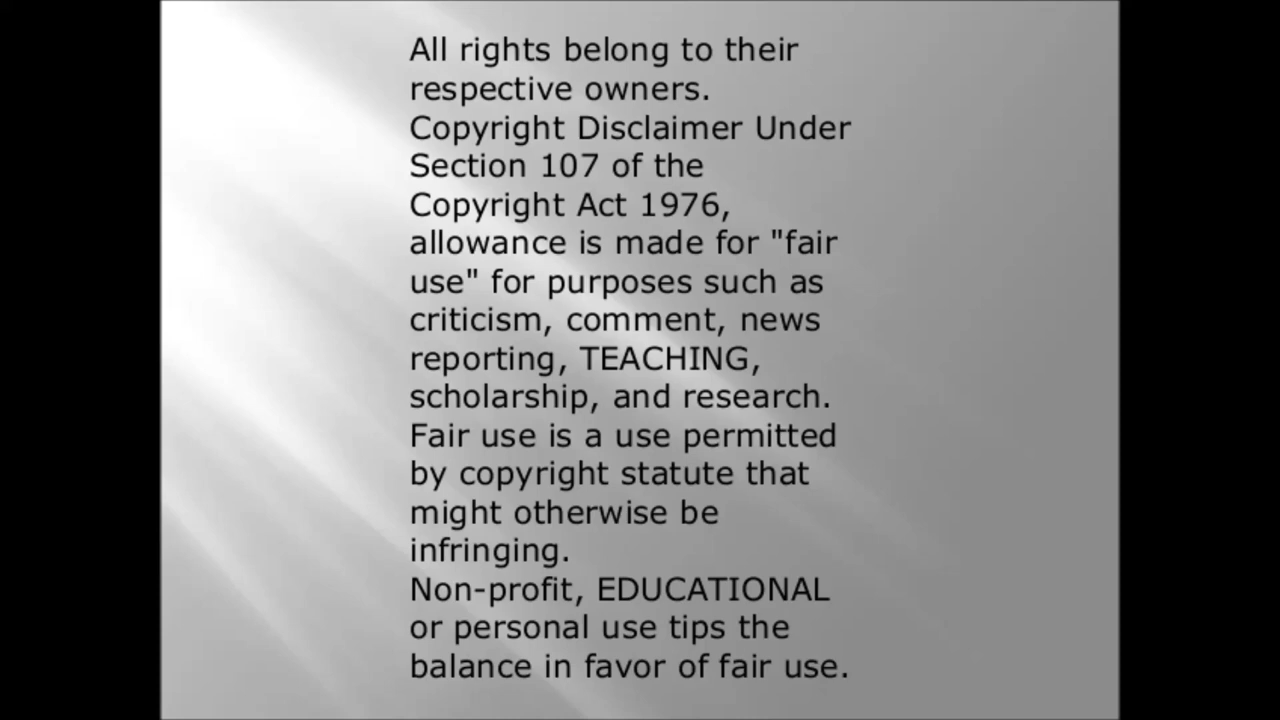 All rights belong to their
respective owners.
Copyright Disclaimer Under
Section 107 of the
Copyright Act 1976,
allowance is made for "fair
use" for purposes such as
criticism, comment, news
reporting, TEACHING,
scholarship, and research.
Fair use is a use permitted
by copyright statute that
might otherwise be
infringing.
Non-profit, EDUCATIONAL
or personal use tips the
balance in favor of fair use.